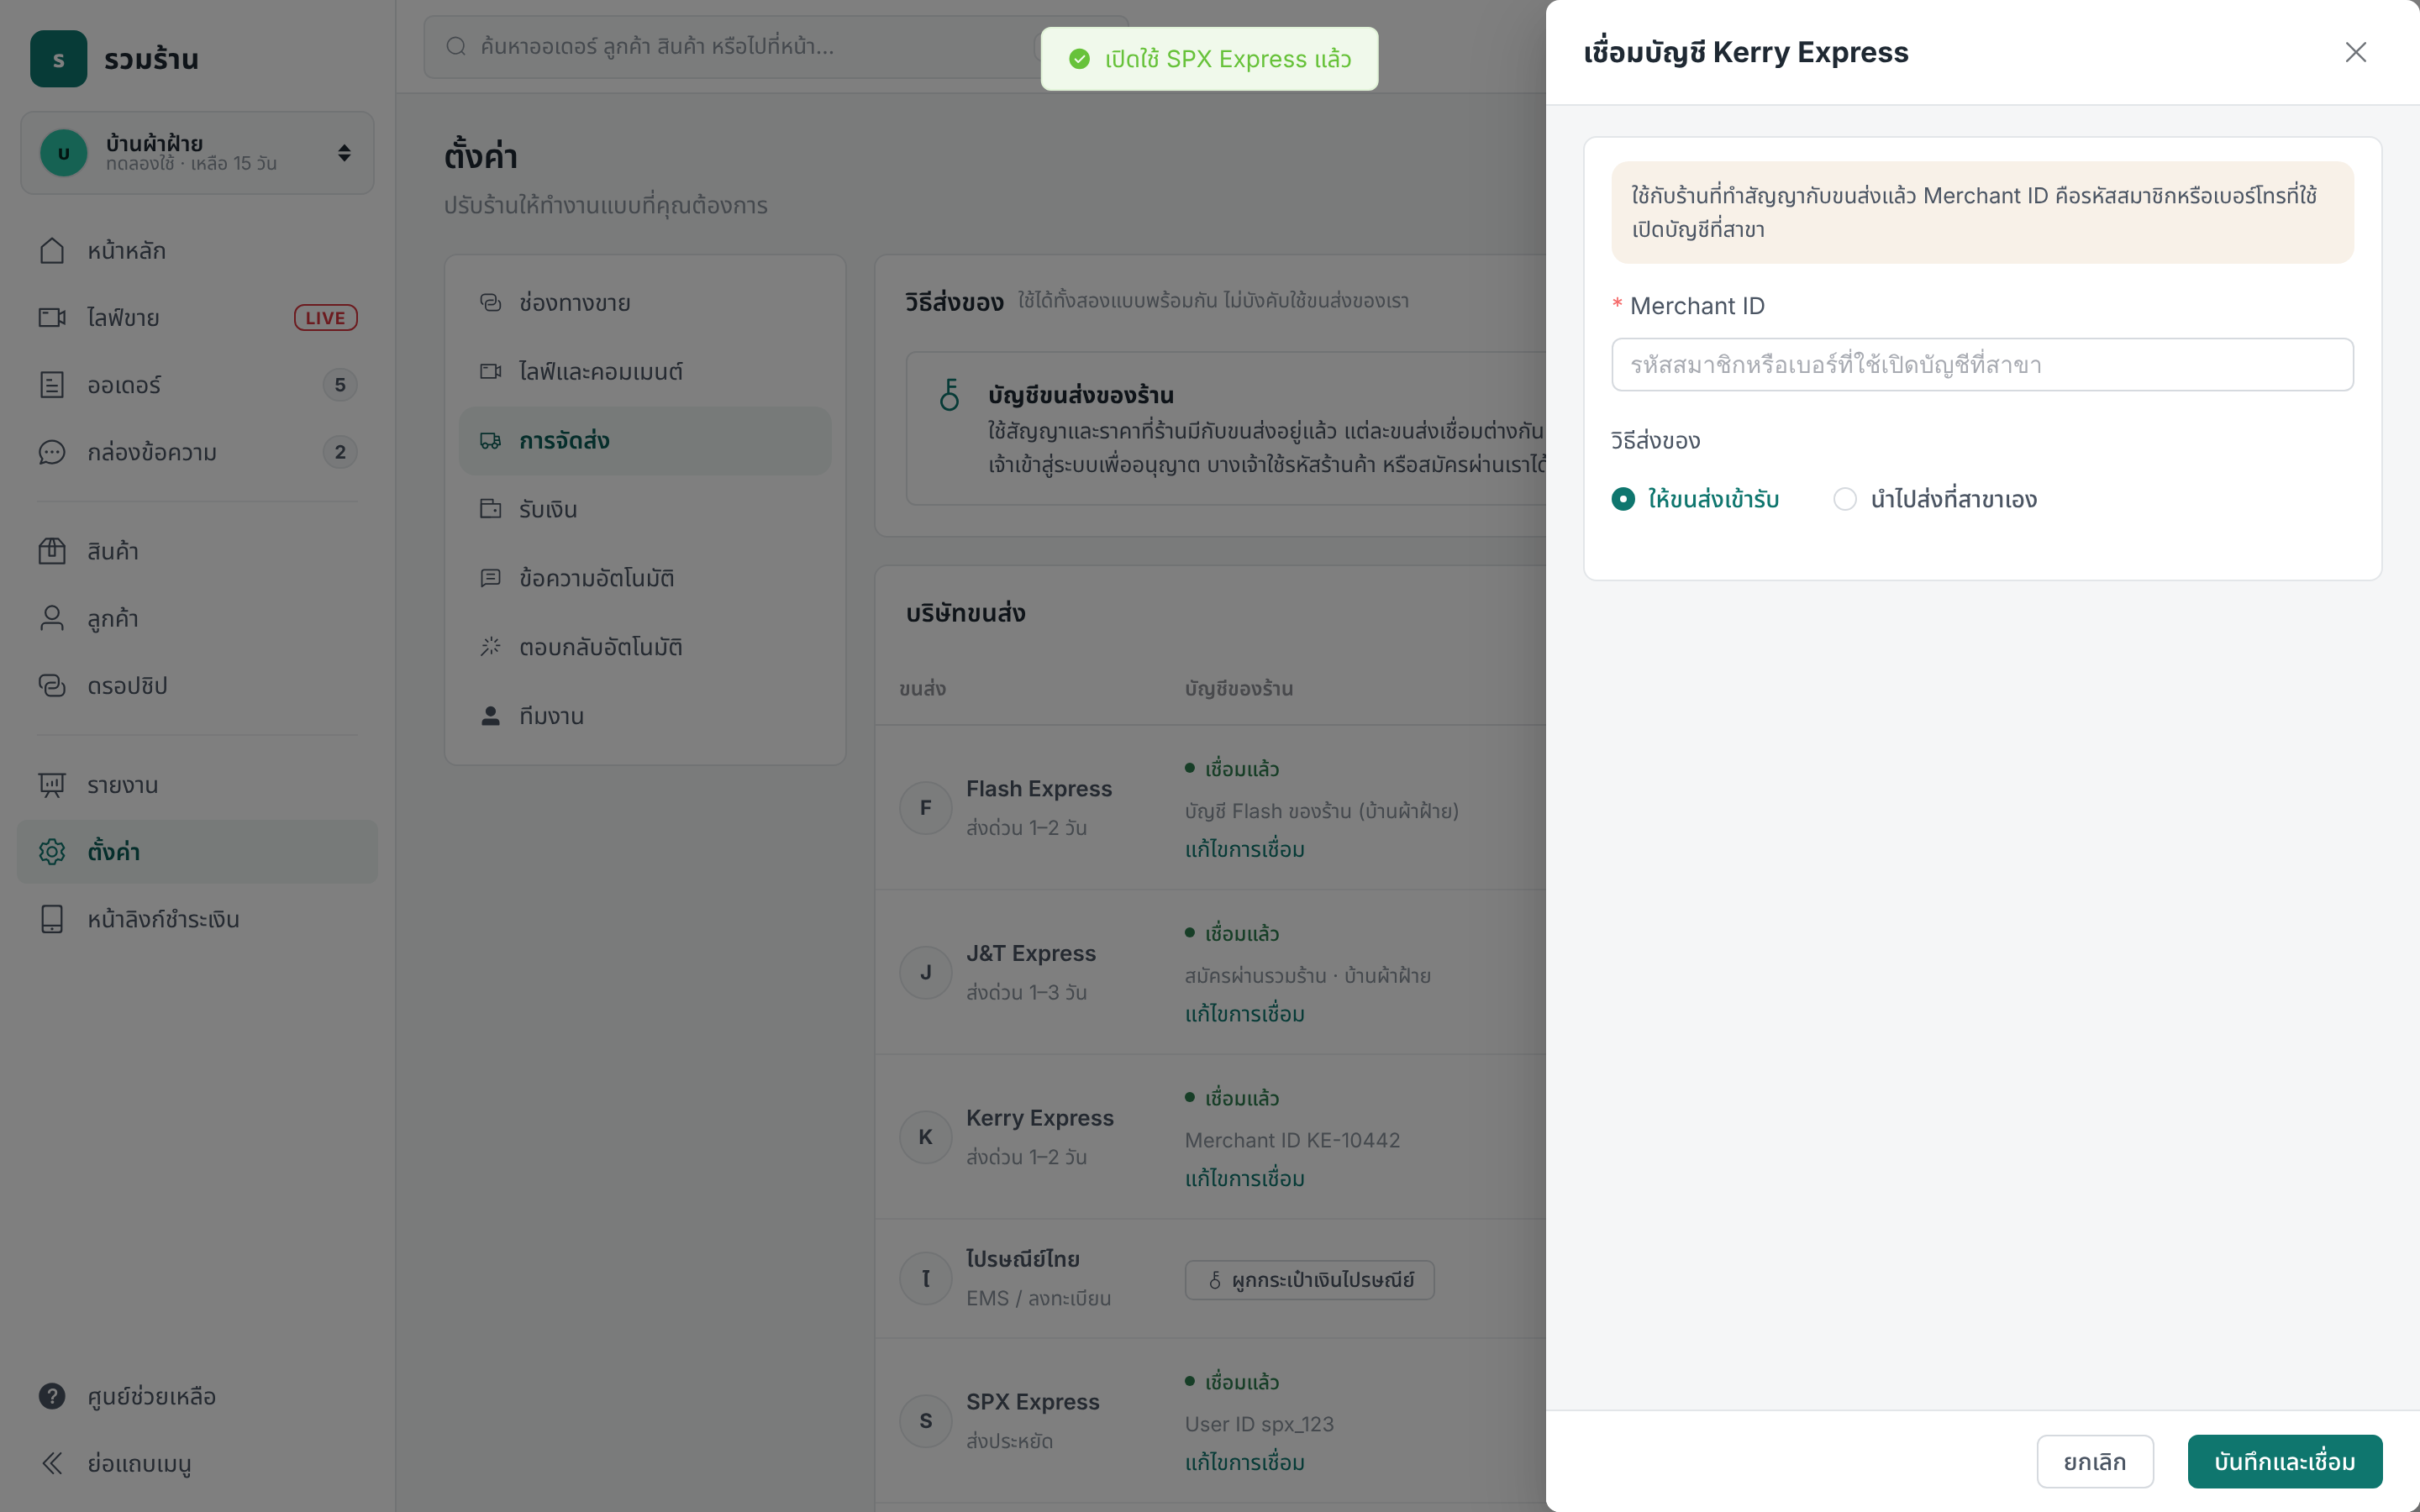 s รวมร้าน
บ บ้านผ้าฝ้าย
ทดลองใช้ · เหลือ 15 วัน
หน้าหลัก
ไลฟ์ขาย LIVE
ออเดอร์ 5
กล่องข้อความ 2
สินค้า
ลูกค้า
ดรอปชิป
รายงาน
ตั้งค่า
หน้าลิงก์ชำระเงิน
ศูนย์ช่วยเหลือ
ย่อแถบเมนู
ค้นหาออเดอร์ ลูกค้า สินค้า หรือไปที่หน้า...
เปิดใช้ SPX Express แล้ว
ตั้งค่า
ปรับร้านให้ทำงานแบบที่คุณต้องการ
ช่องทางขาย
ไลฟ์และคอมเมนต์
การจัดส่ง
รับเงิน
ข้อความอัตโนมัติ
ตอบกลับอัตโนมัติ
ทีมงาน
วิธีส่งของ ใช้ได้ทั้งสองแบบพร้อมกัน ไม่บังคับใช้ขนส่งของเรา
บัญชีขนส่งของร้าน
ใช้สัญญาและราคาที่ร้านมีกับขนส่งอยู่แล้ว แต่ละขนส่งเชื่อมต่างกัน
เจ้าเข้าสู่ระบบเพื่ออนุญาต บางเจ้าใช้รหัสร้านค้า หรือสมัครผ่านเราได้
บริษัทขนส่ง
ขนส่ง บัญชีของร้าน
F Flash Express
ส่งด่วน 1–2 วัน
เชื่อมแล้ว
บัญชี Flash ของร้าน (บ้านผ้าฝ้าย)
แก้ไขการเชื่อม
J J&T Express
ส่งด่วน 1–3 วัน
เชื่อมแล้ว
สมัครผ่านรวมร้าน · บ้านผ้าฝ้าย
แก้ไขการเชื่อม
K Kerry Express
ส่งด่วน 1–2 วัน
เชื่อมแล้ว
Merchant ID KE-10442
แก้ไขการเชื่อม
ไ ไปรษณีย์ไทย
EMS / ลงทะเบียน
ผูกกระเป๋าเงินไปรษณีย์
S SPX Express
ส่งประหยัด
เชื่อมแล้ว
User ID spx_123
แก้ไขการเชื่อม
เชื่อมบัญชี Kerry Express
ใช้กับร้านที่ทำสัญญากับขนส่งแล้ว Merchant ID คือรหัสสมาชิกหรือเบอร์โทรที่ใช้
เปิดบัญชีที่สาขา
* Merchant ID
รหัสสมาชิกหรือเบอร์ที่ใช้เปิดบัญชีที่สาขา
วิธีส่งของ
ให้ขนส่งเข้ารับ นำไปส่งที่สาขาเอง
ยกเลิก บันทึกและเชื่อม